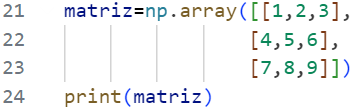 21 matriz=np.array([[1,2,3],
22 [4,5,6],
23 [7,8,9]])
24 print(matriz)